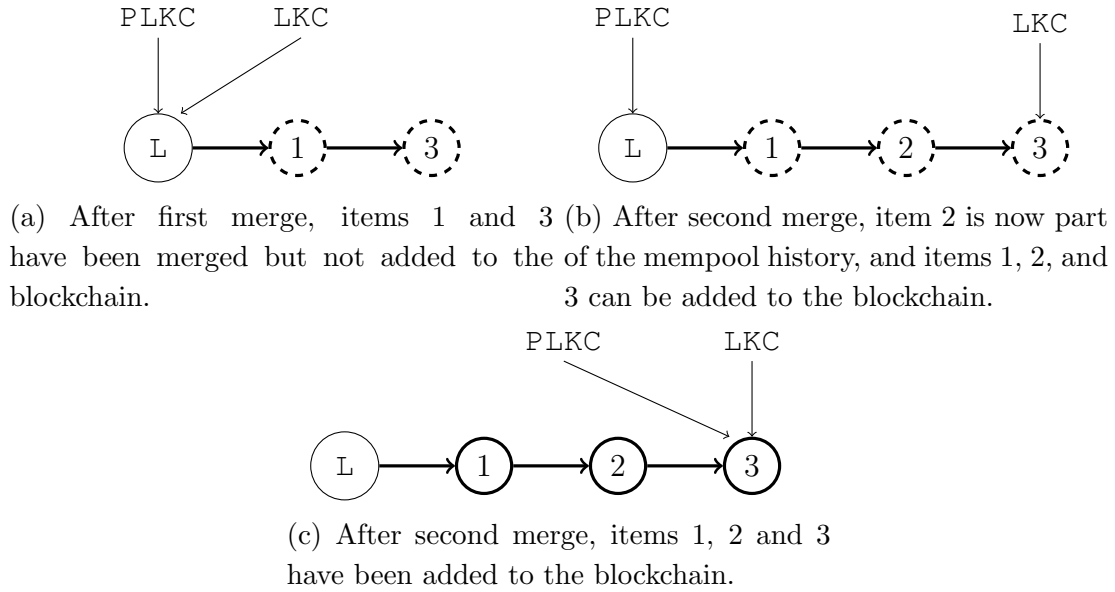 PLKC LKC
L 1 3
(a) After first merge, items 1 and 3
have been merged but not added to the
blockchain.
PLKC LKC
L 1 2 3
(b) After second merge, item 2 is now part
of the mempool history, and items 1, 2, and
3 can be added to the blockchain.
PLKC LKC
L 1 2 3
(c) After second merge, items 1, 2 and 3
have been added to the blockchain.